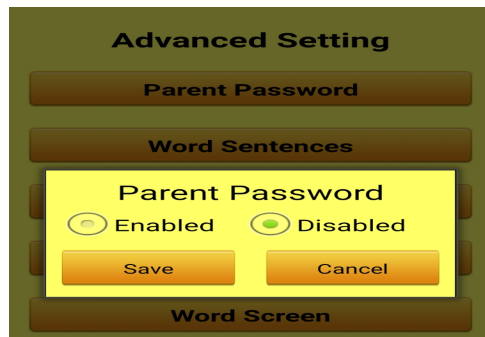 Advanced Setting
Parent Password
Word Sentences
Parent Password
Enabled Disabled
Save Cancel
Word Screen